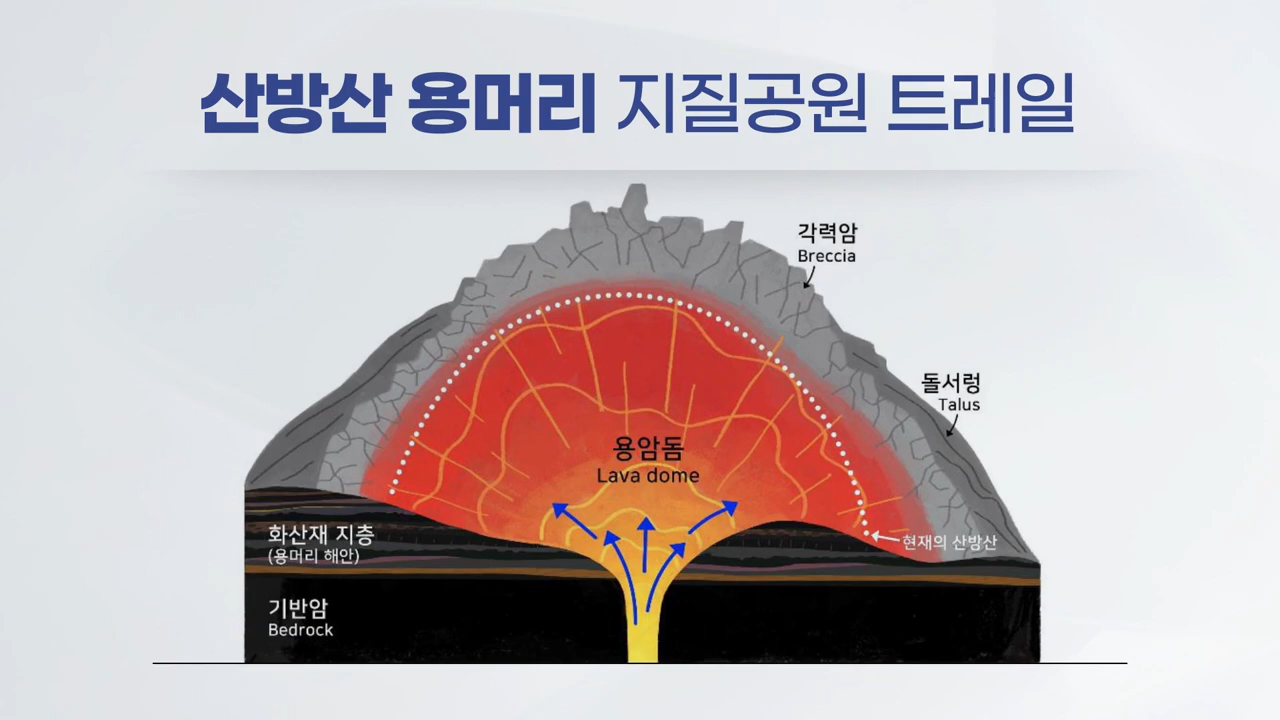 산방산 용머리 지질공원 트레일
각력암
Breccia
돌서렁
Talus
용암돔
Lava dome
화산재 지층
(용머리 해안)
현재의 산방산
기반암
Bedrock